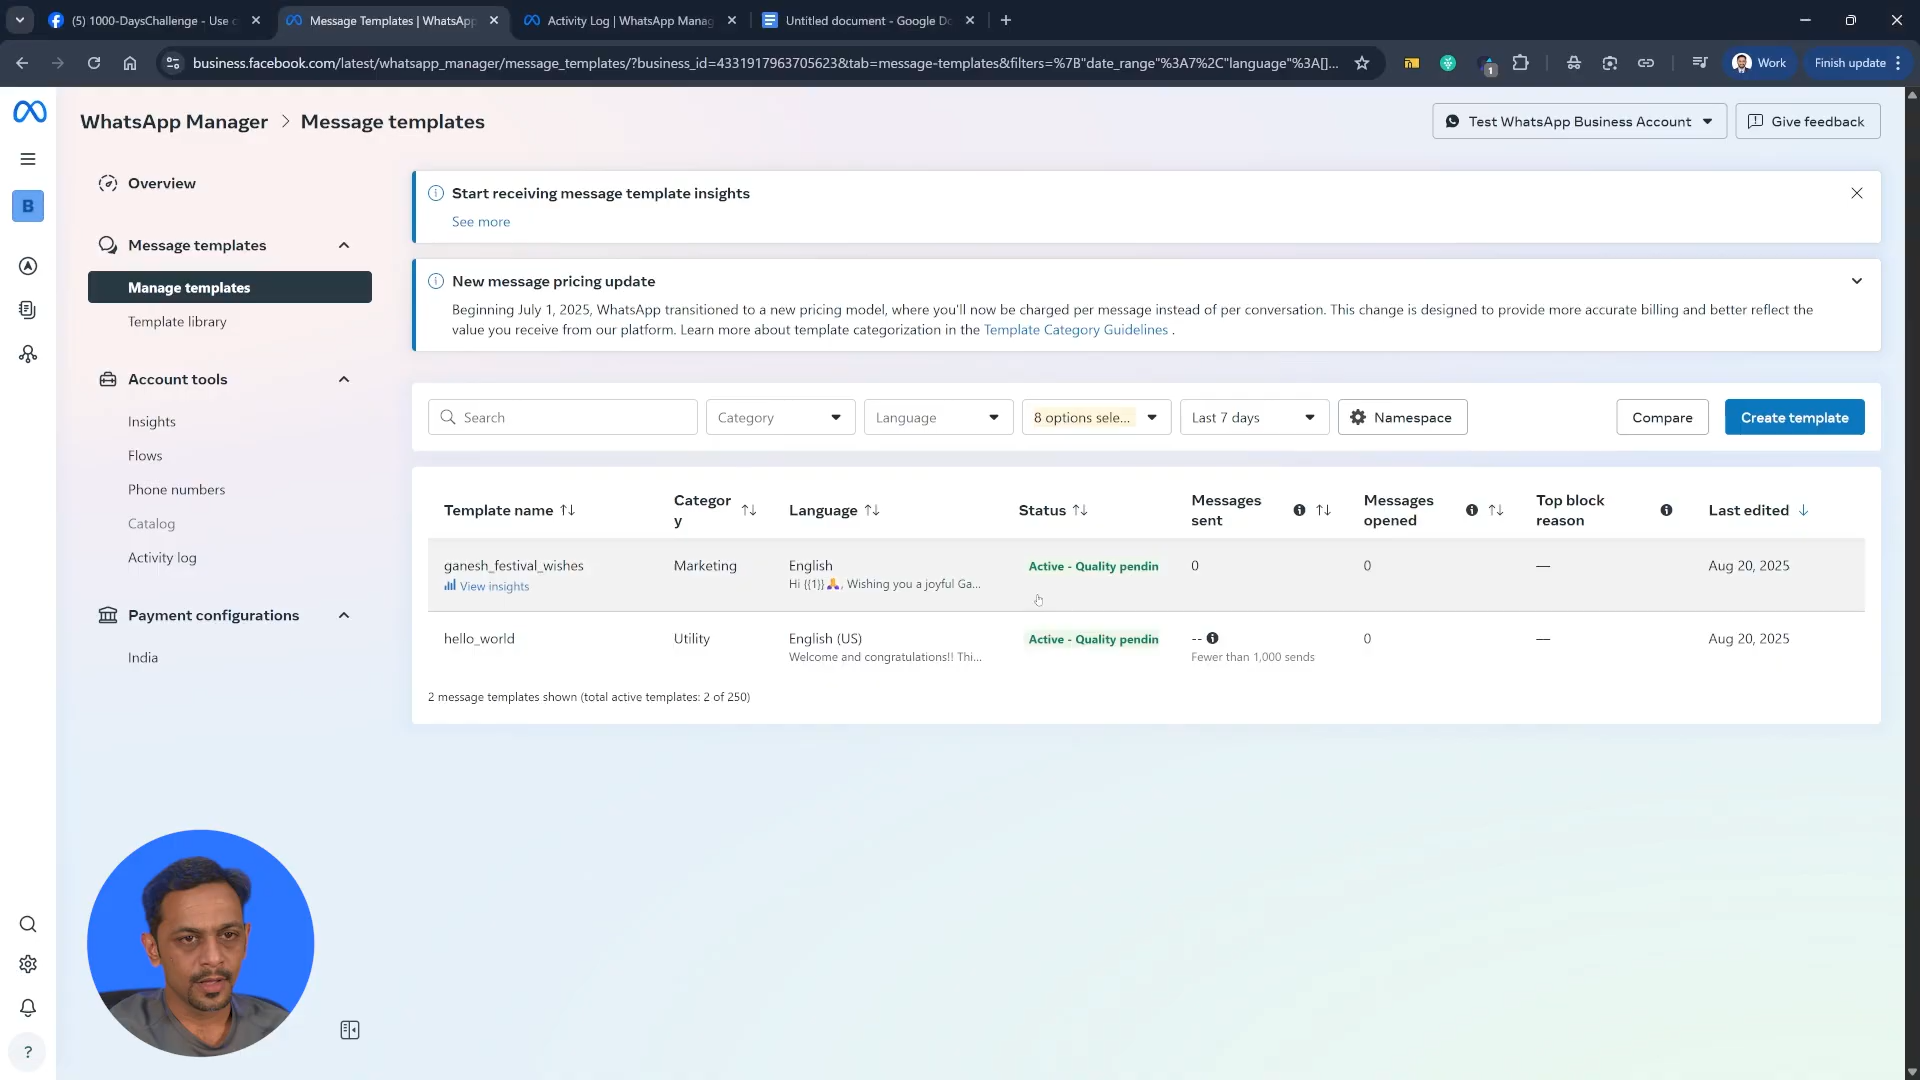 (5) 1000-DaysChallenge - Use c
Message Templates | WhatsApp
Activity Log | WhatsApp Manag
Untitled document - Google Do
business.facebook.com/latest/whatsapp_manager/message_templates/?business_id=4331917963705623&tab=message-templates&filters=%7B"date_range"%3A7%2C"language"%3A[]...
1
Work
Finish update
WhatsApp Manager > Message templates
Test WhatsApp Business Account
Give feedback
B
Overview
Message templates
Manage templates
Template library
Account tools
Insights
Flows
Phone numbers
Catalog
Activity log
Payment configurations
India
Start receiving message template insights
See more
New message pricing update
Beginning July 1, 2025, WhatsApp transitioned to a new pricing model, where you'll now be charged per message instead of per conversation. This change is designed to provide more accurate billing and better reflect the
value you receive from our platform. Learn more about template categorization in the Template Category Guidelines .
Search
Category
Language
8 options sele...
Last 7 days
Namespace
Compare
Create template
Template name
Categor
y
Language
Status
Messages
sent
Messages
opened
Top block
reason
Last edited
ganesh_festival_wishes Marketing English Active - Quality pendin 0 0 — Aug 20, 2025
View insights Hi {{1}} 🙏, Wishing you a joyful Ga...
hello_world Utility English (US) Active - Quality pendin -- 0 — Aug 20, 2025
Welcome and congratulations!! Thi... Fewer than 1,000 sends
2 message templates shown (total active templates: 2 of 250)
?